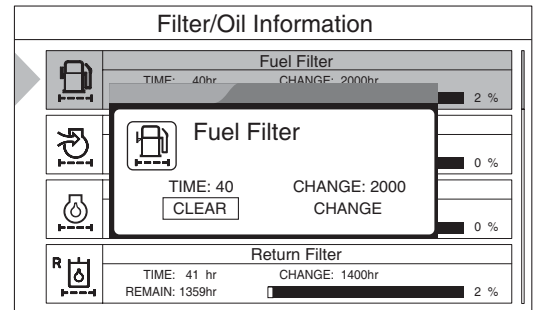 Filter/Oil Information
Fuel Filter
TIME: 40hr CHANGE: 2000hr
2 %
Fuel Filter
0 %
TIME: 40 CHANGE: 2000
CLEAR CHANGE
0 %
Return Filter
R
TIME: 41 hr CHANGE: 1400hr
REMAIN: 1359hr 2 %